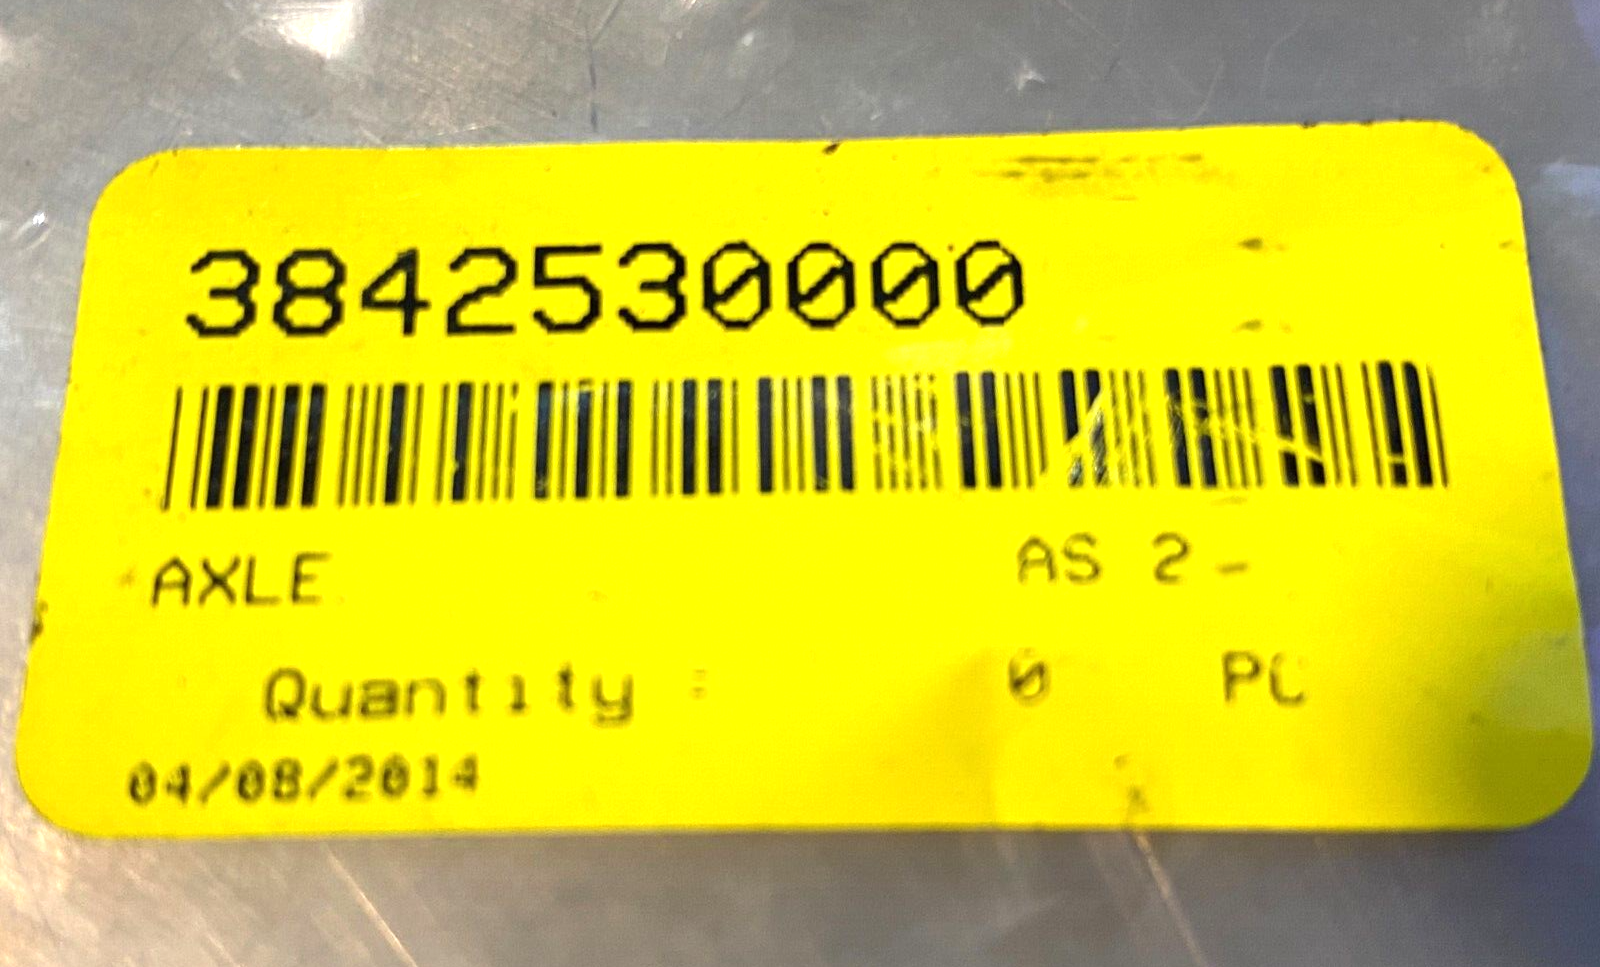 3842530000
AXLE AS 2-
Quantity : 0 PC
04/08/2014